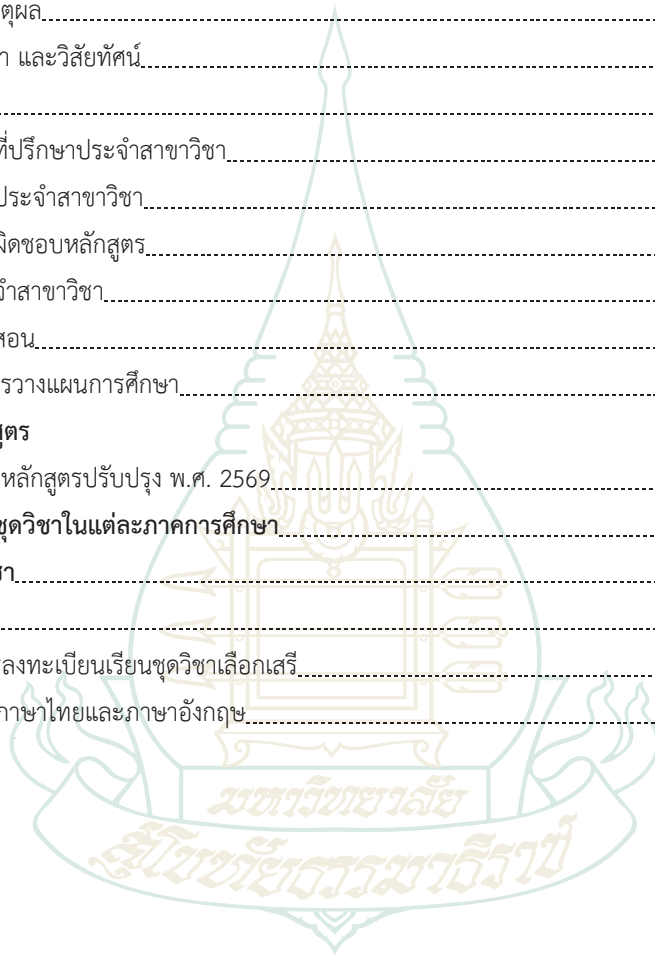 ตุผล
า และวิสัยทัศน์
ที่ปรึกษาประจำสาขาวิชา
ประจำสาขาวิชา
ผิดชอบหลักสูตร
จำสาขาวิชา
สอน
รวางแผนการศึกษา
สูตร
หลักสูตรปรับปรุง พ.ศ. 2569
ชุดวิชาในแต่ละภาคการศึกษา
ชา
ลงทะเบียนเรียนชุดวิชาเลือกเสรี
ภาษาไทยและภาษาอังกฤษ
มหาวิทยาลัย
สุโขทัยธรรมาธิราช